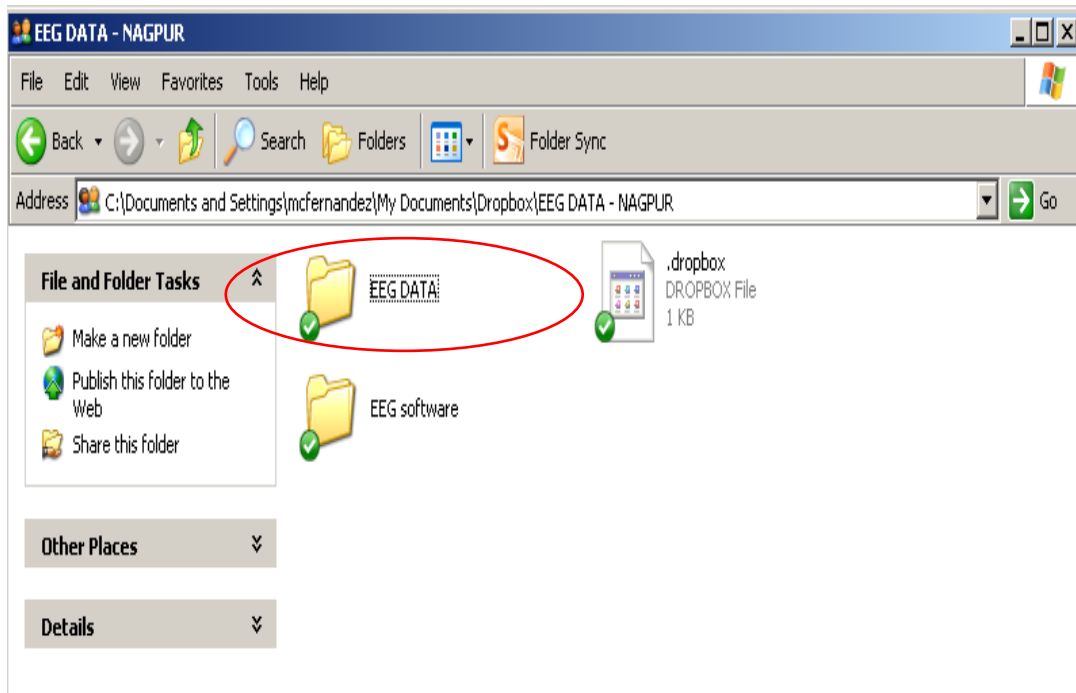 EEG DATA - NAGPUR
File Edit View Favorites Tools Help
Back Search Folders Folder Sync
Address C:\Documents and Settings\mcfernandez\My Documents\Dropbox\EEG DATA - NAGPUR Go
File and Folder Tasks
Make a new folder
Publish this folder to the
Web
Share this folder
Other Places
Details
EEG DATA
.dropbox
DROPBOX File
1 KB
EEG software